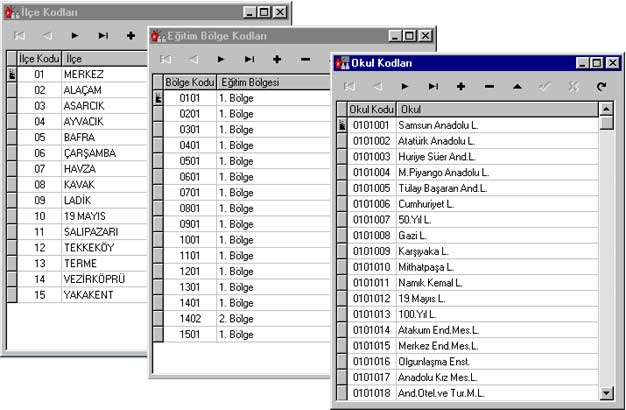 İlçe Kodları
İlçe Kodu İlçe
01 MERKEZ
02 ALAÇAM
03 ASARCIK
04 AYVACIK
05 BAFRA
06 ÇARŞAMBA
07 HAVZA
08 KAVAK
09 LADİK
10 19 MAYIS
11 SALIPAZARI
12 TEKKEKÖY
13 TERME
14 VEZİRKÖPRÜ
15 YAKAKENT
Eğitim Bölge Kodları
Bölge Kodu Eğitim Bölgesi
0101 1. Bölge
0201 1. Bölge
0301 1. Bölge
0401 1. Bölge
0501 1. Bölge
0601 1. Bölge
0701 1. Bölge
0801 1. Bölge
0901 1. Bölge
1001 1. Bölge
1101 1. Bölge
1201 1. Bölge
1301 1. Bölge
1401 1. Bölge
1402 2. Bölge
1501 1. Bölge
Okul Kodları
Okul Kodu Okul
0101001 Samsun Anadolu L.
0101002 Atatürk Anadolu L.
0101003 Huriye Süer And.L.
0101004 M.Piyango Anadolu L.
0101005 Tülay Başaran And.L.
0101006 Cumhuriyet L.
0101007 50.Yıl L.
0101008 Gazi L.
0101009 Karşıyaka L.
0101010 Mithatpaşa L.
0101011 Namık Kemal L.
0101012 19 Mayıs L.
0101013 100.Yıl L.
0101014 Atakum End.Mes.L.
0101015 Merkez End.Mes.L.
0101016 Olgunlaşma Enst.
0101017 Anadolu Kız Mes.L.
0101018 And.Otel.ve Tur.M.L.